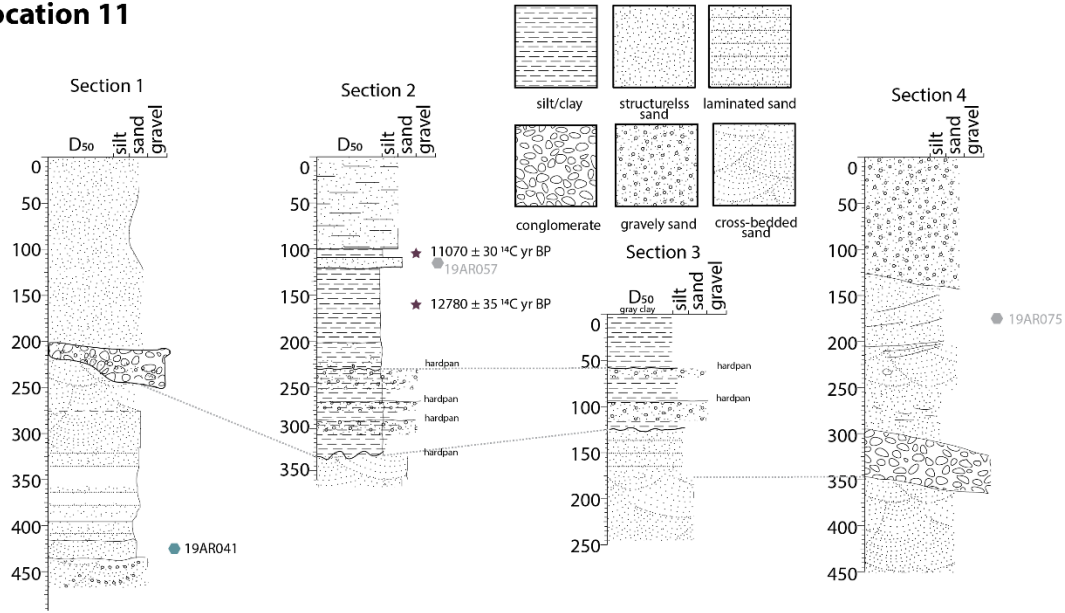 ocation 11
silt/clay
structurelss
sand
laminated sand
conglomerate
gravely sand
cross-bedded
sand
Section 1
D₅₀
silt
sand
gravel
0
50
100
150
200
250
300
350
400
450
19AR041
Section 2
D₅₀
silt
sand
gravel
0
50
100
150
200
250
300
350
11070 ± 30 ¹⁴C yr BP
19AR057
12780 ± 35 ¹⁴C yr BP
hardpan
hardpan
hardpan
hardpan
Section 3
D₅₀
gray clay
silt
sand
gravel
0
50
100
150
200
250
hardpan
hardpan
Section 4
silt
sand
gravel
0
50
100
150
200
250
300
350
400
450
19AR075